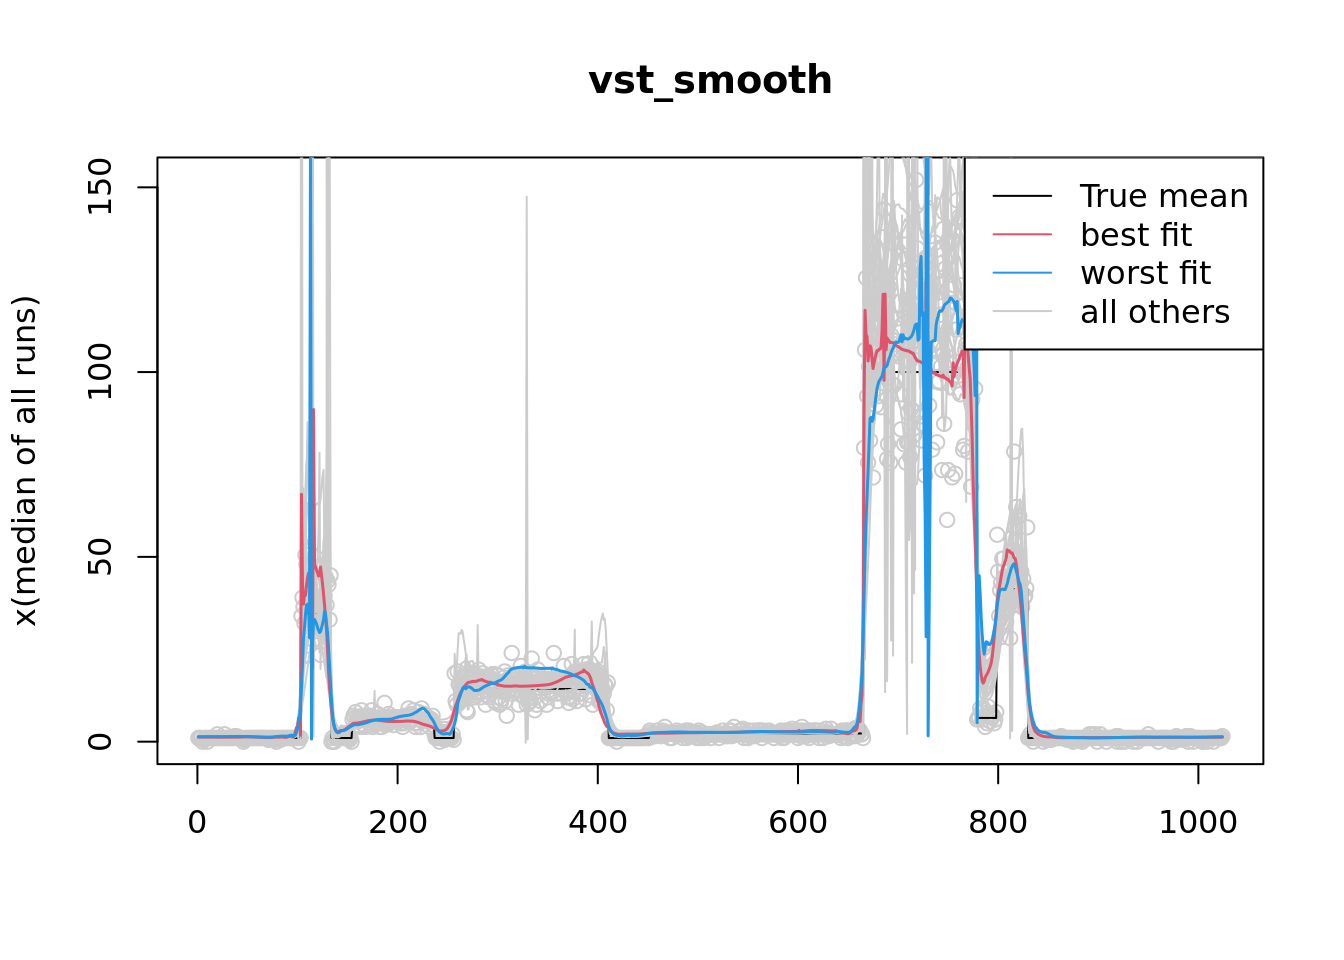 vst_smooth
x(median of all runs)
150
100
50
0
True mean
best fit
worst fit
all others
0 200 400 600 800 1000